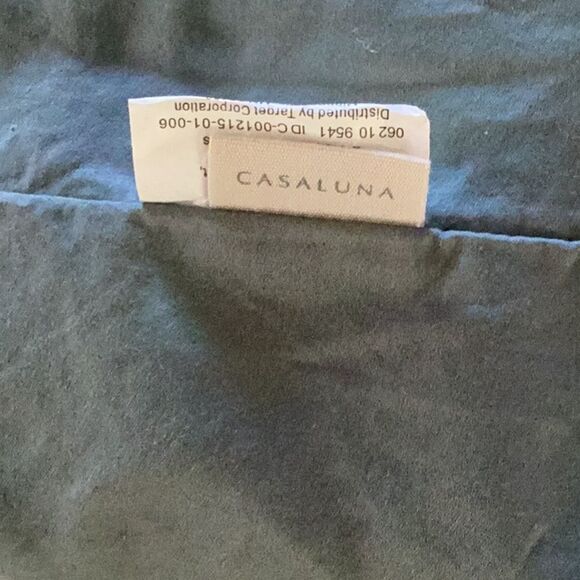 CASALUNA
062 10 9541 ID C-001215-01-006
Distributed by Target Corporation